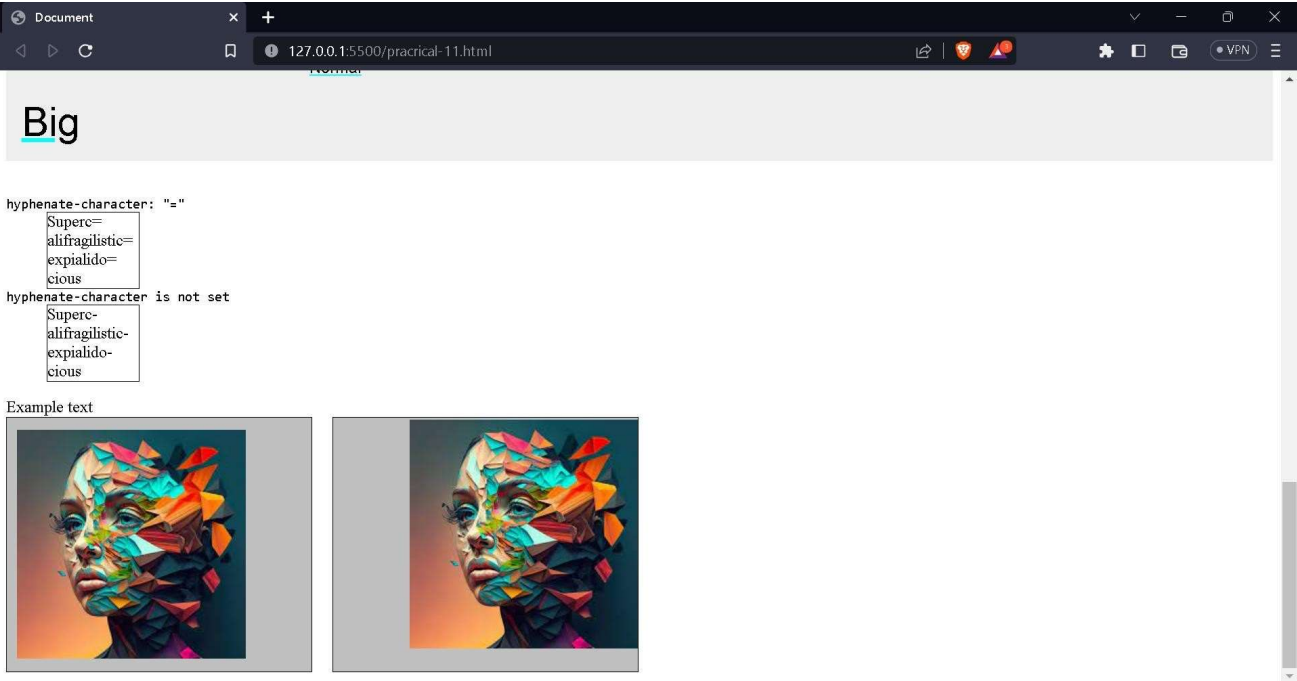 Document
127.0.0.1:5500/pracrical-11.html
VPN
Normal
Big
hyphenate-character: "="
Superc=
alifragilistic=
expialido=
cious
hyphenate-character is not set
Superc-
alifragilistic-
expialido-
cious
Example text